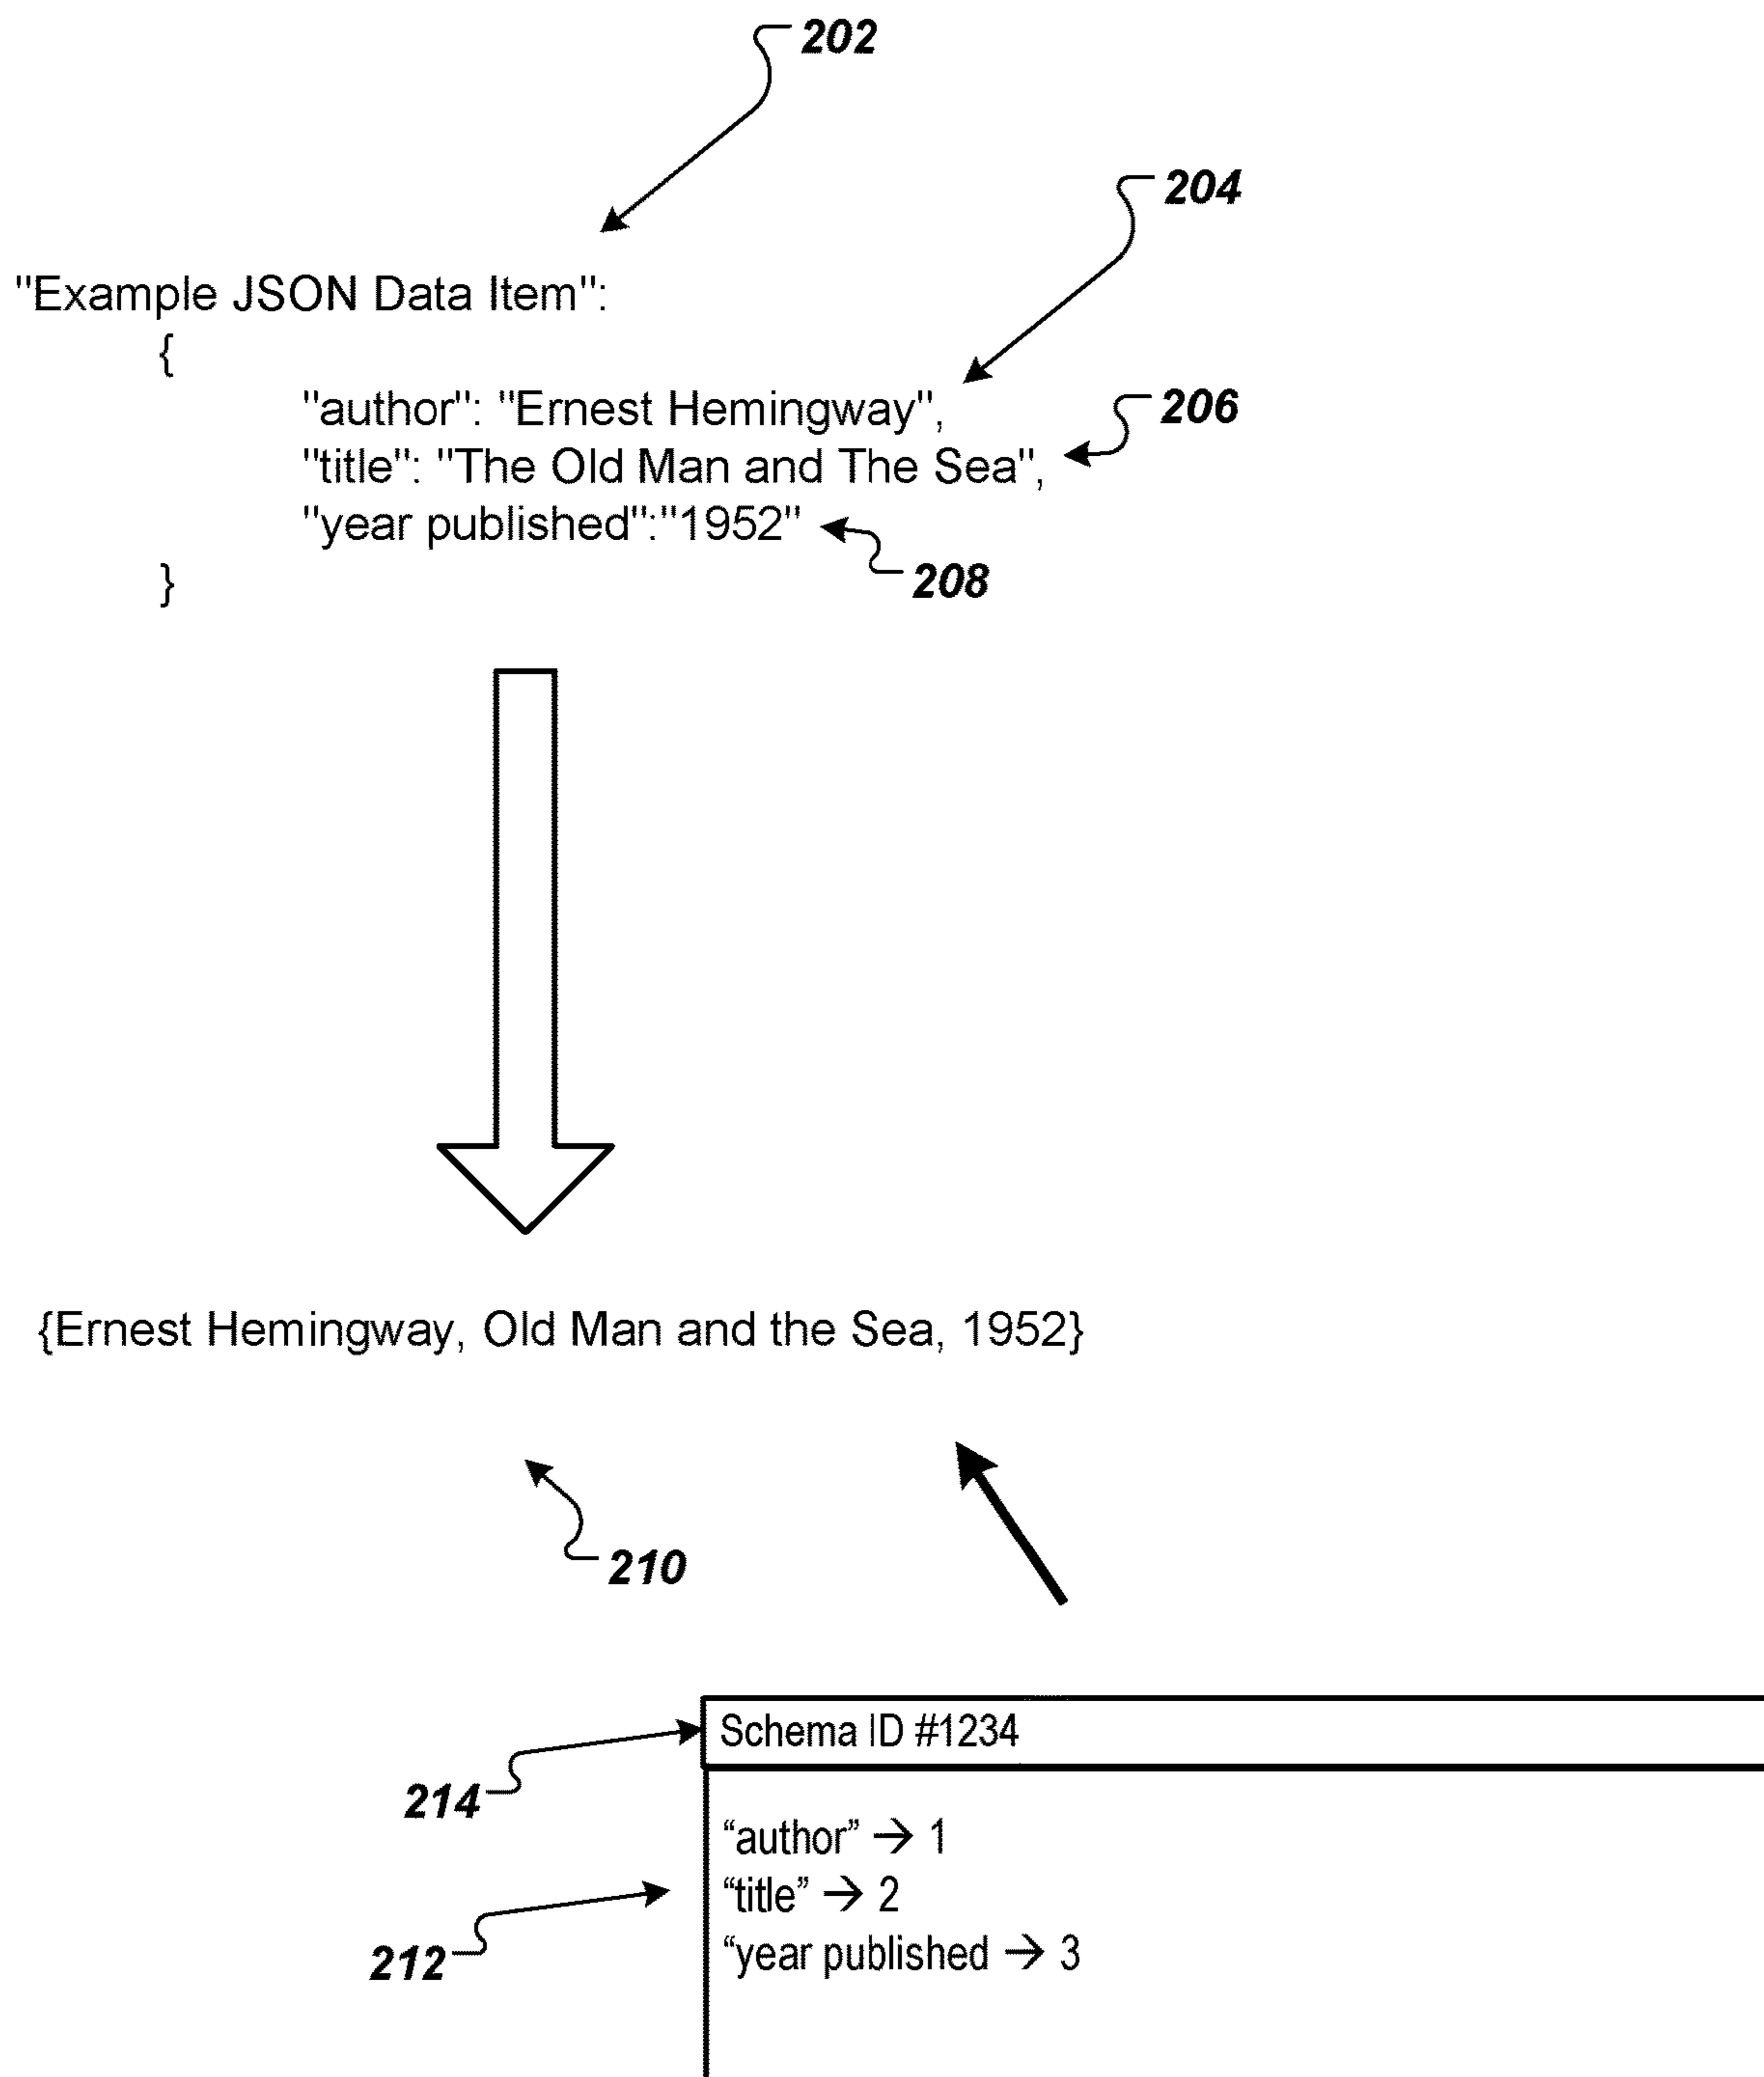 202
204
"Example JSON Data Item":
{
"author": "Ernest Hemingway",
206
"title": "The Old Man and The Sea",
"year published":"1952"
208
}
{Ernest Hemingway, Old Man and the Sea, 1952}
210
Schema ID #1234
214
“author” → 1
“title” → 2
“year published → 3
212